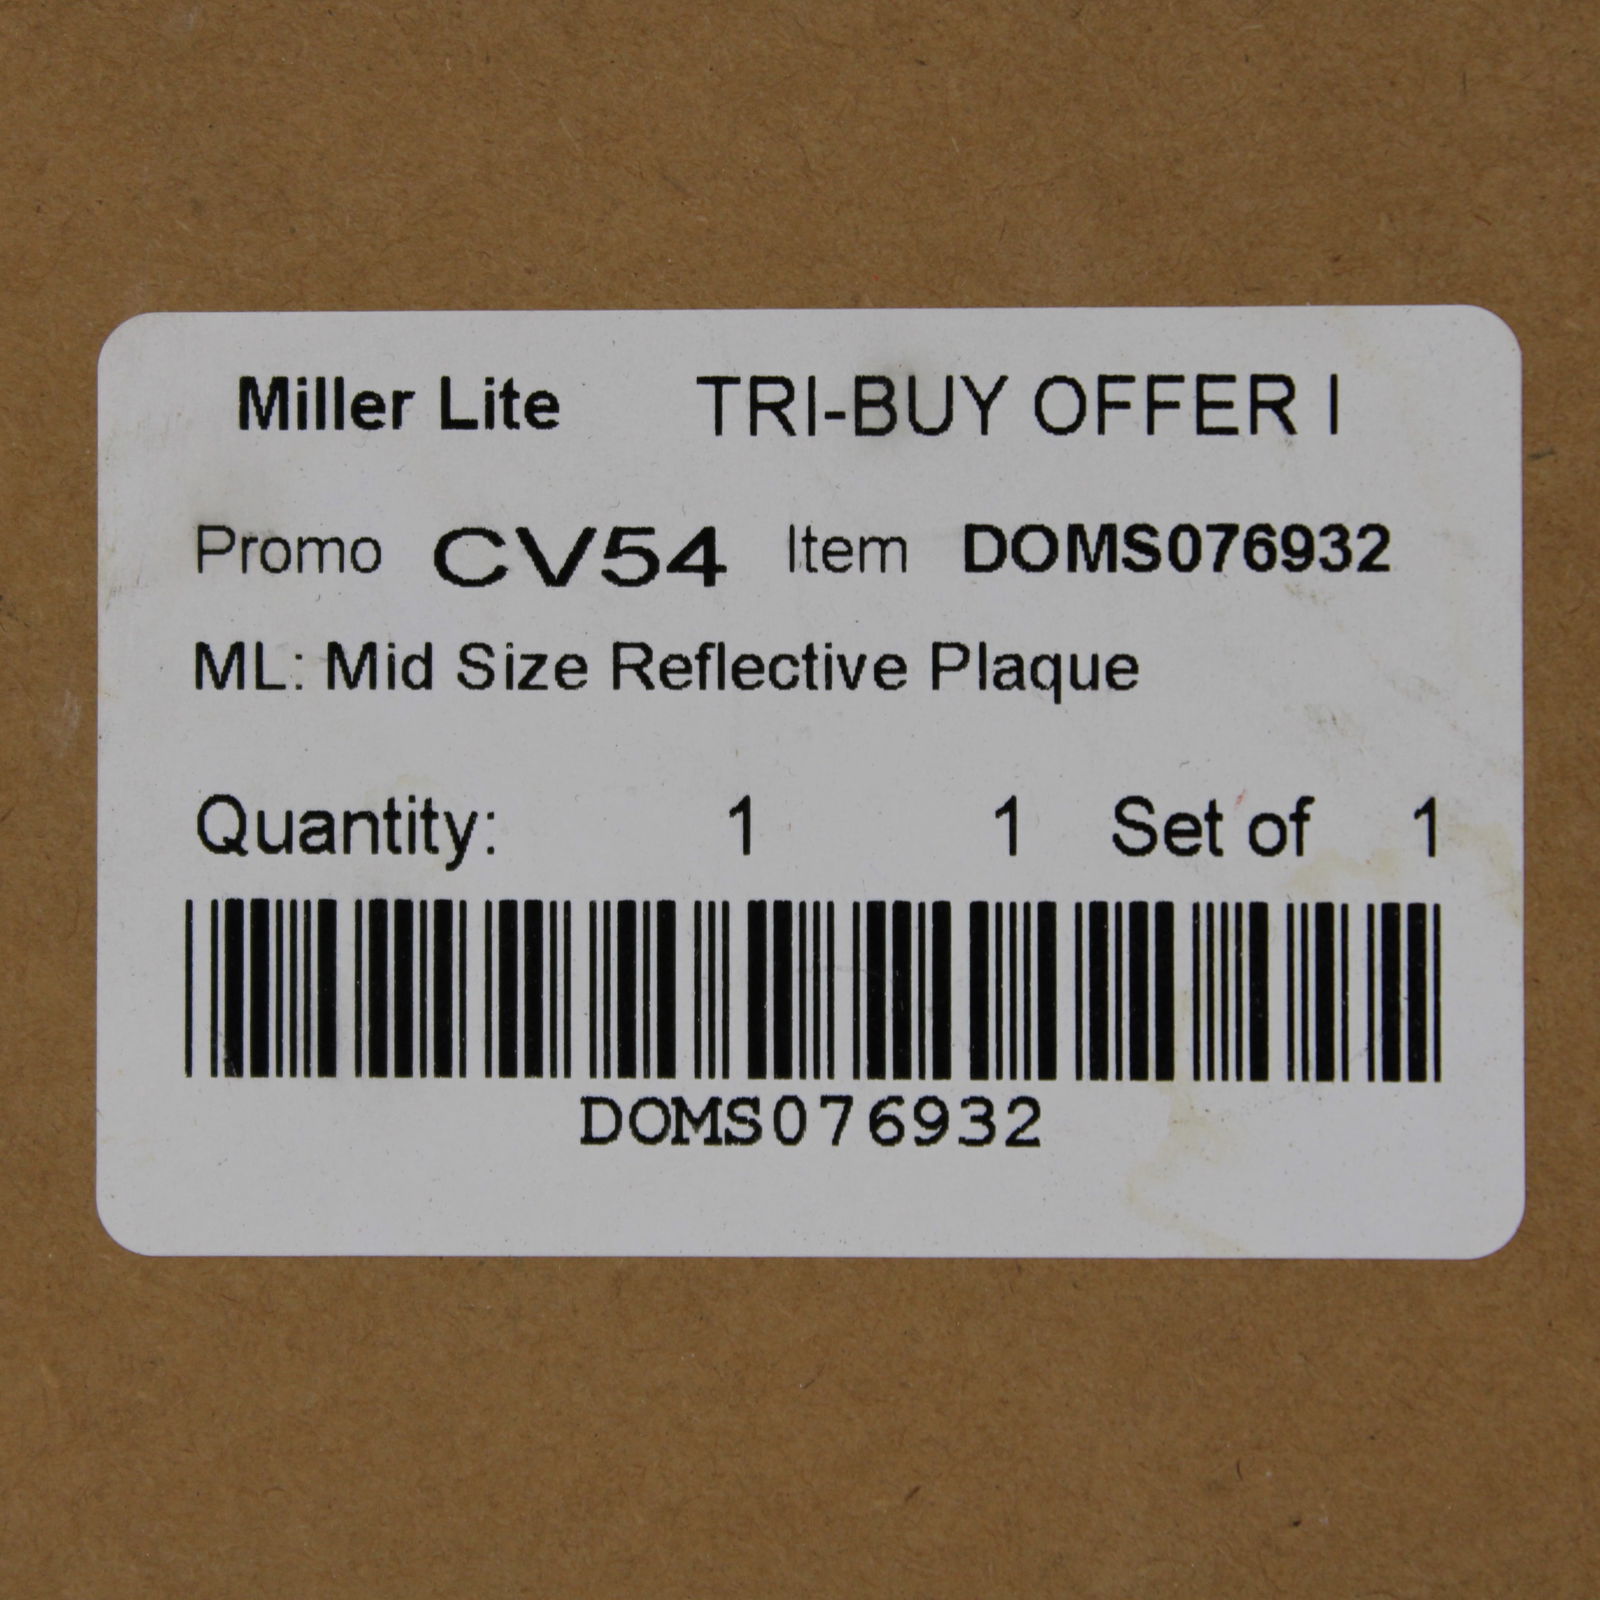 Miller Lite TRI-BUY OFFER I
Promo CV54 Item DOMS076932
ML: Mid Size Reflective Plaque
Quantity: 1 1 Set of 1
DOMS076932